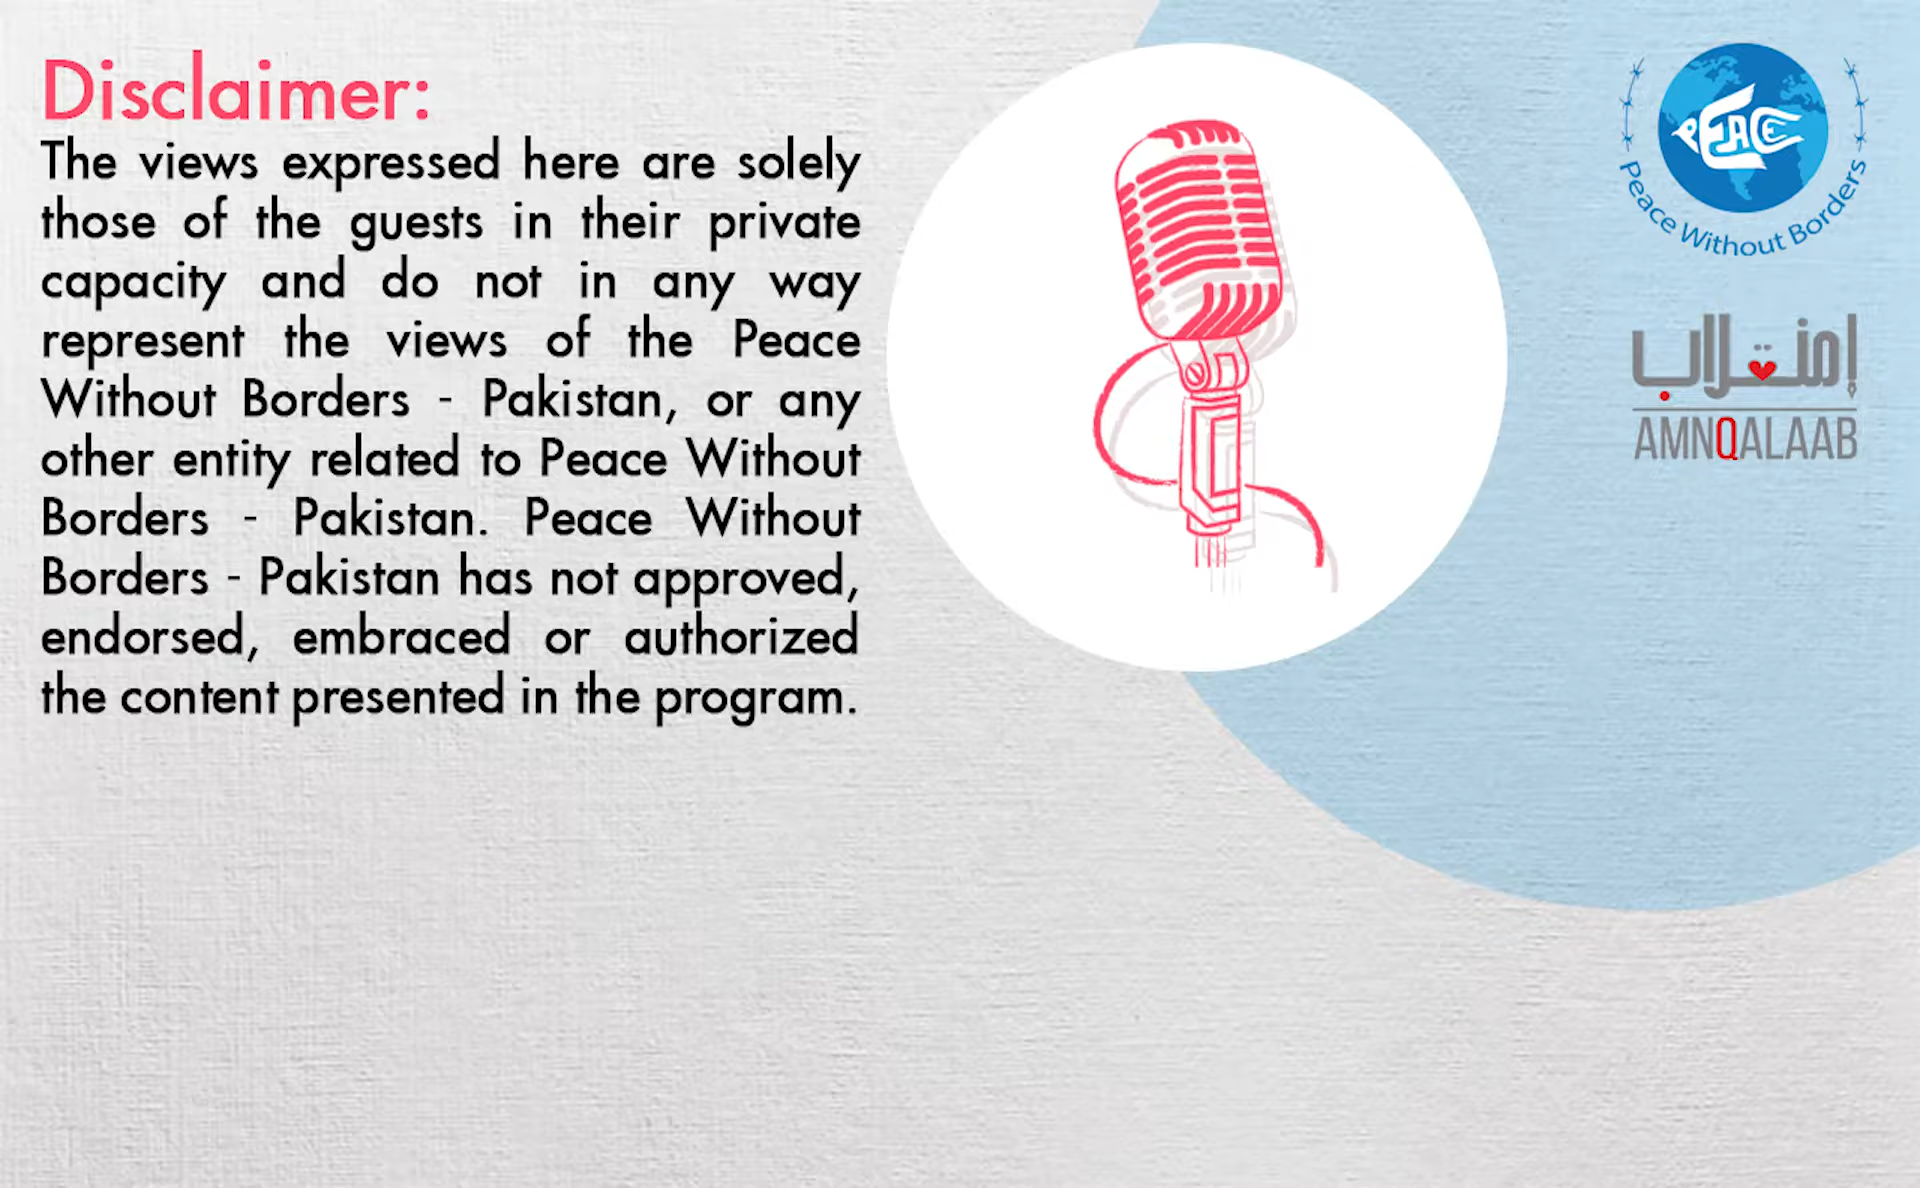 Disclaimer:
The views expressed here are solely
those of the guests in their private
capacity and do not in any way
represent the views of the Peace
Without Borders - Pakistan, or any
other entity related to Peace Without
Borders - Pakistan. Peace Without
Borders - Pakistan has not approved,
endorsed, embraced or authorized
the content presented in the program.
PEACE
Peace Without Borders
إمنقلاب
AMNQALAAB